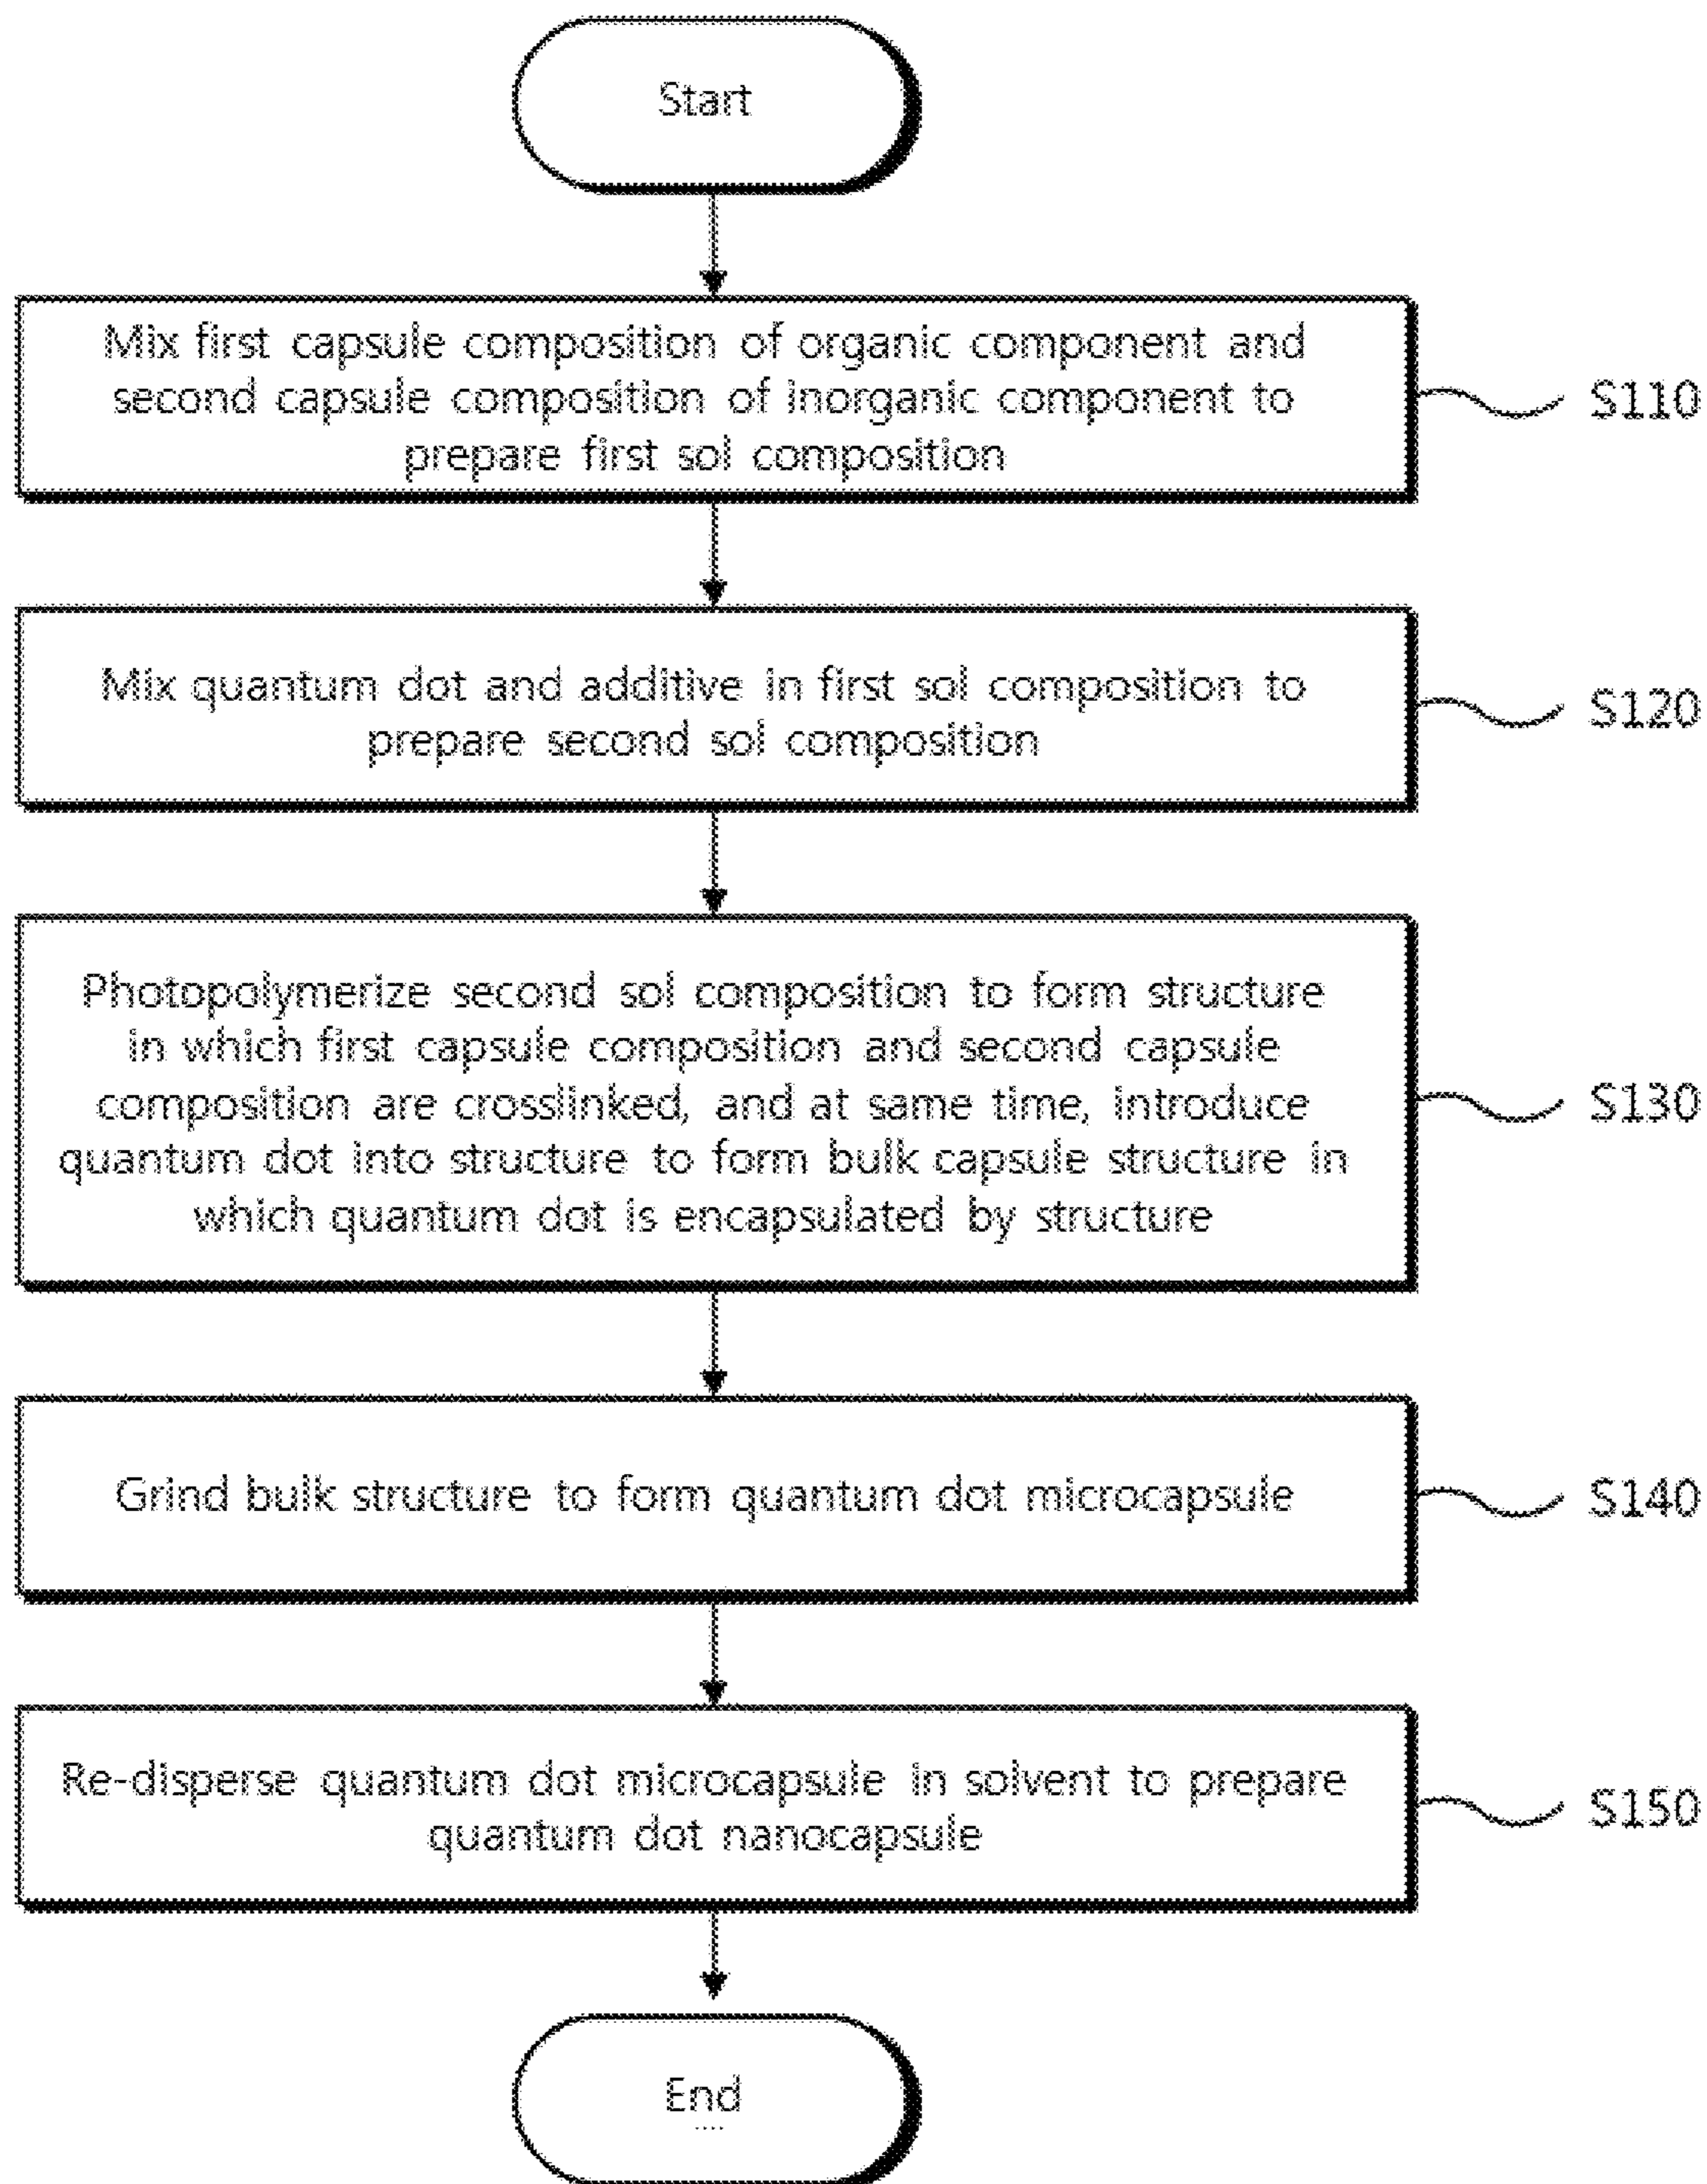 Start
Mix first capsule composition of organic component and
second capsule composition of inorganic component to
prepare first sol composition
S110
Mix quantum dot and additive in first sol composition to
prepare second sol composition
S120
Photopolymerize second sol composition to form structure
in which first capsule composition and second capsule
composition are crosslinked, and at same time, introduce
quantum dot into structure to form bulk capsule structure in
which quantum dot is encapsulated by structure
S130
Grind bulk structure to form quantum dot microcapsule
S140
Re-disperse quantum dot microcapsule in solvent to prepare
quantum dot nanocapsule
S150
End